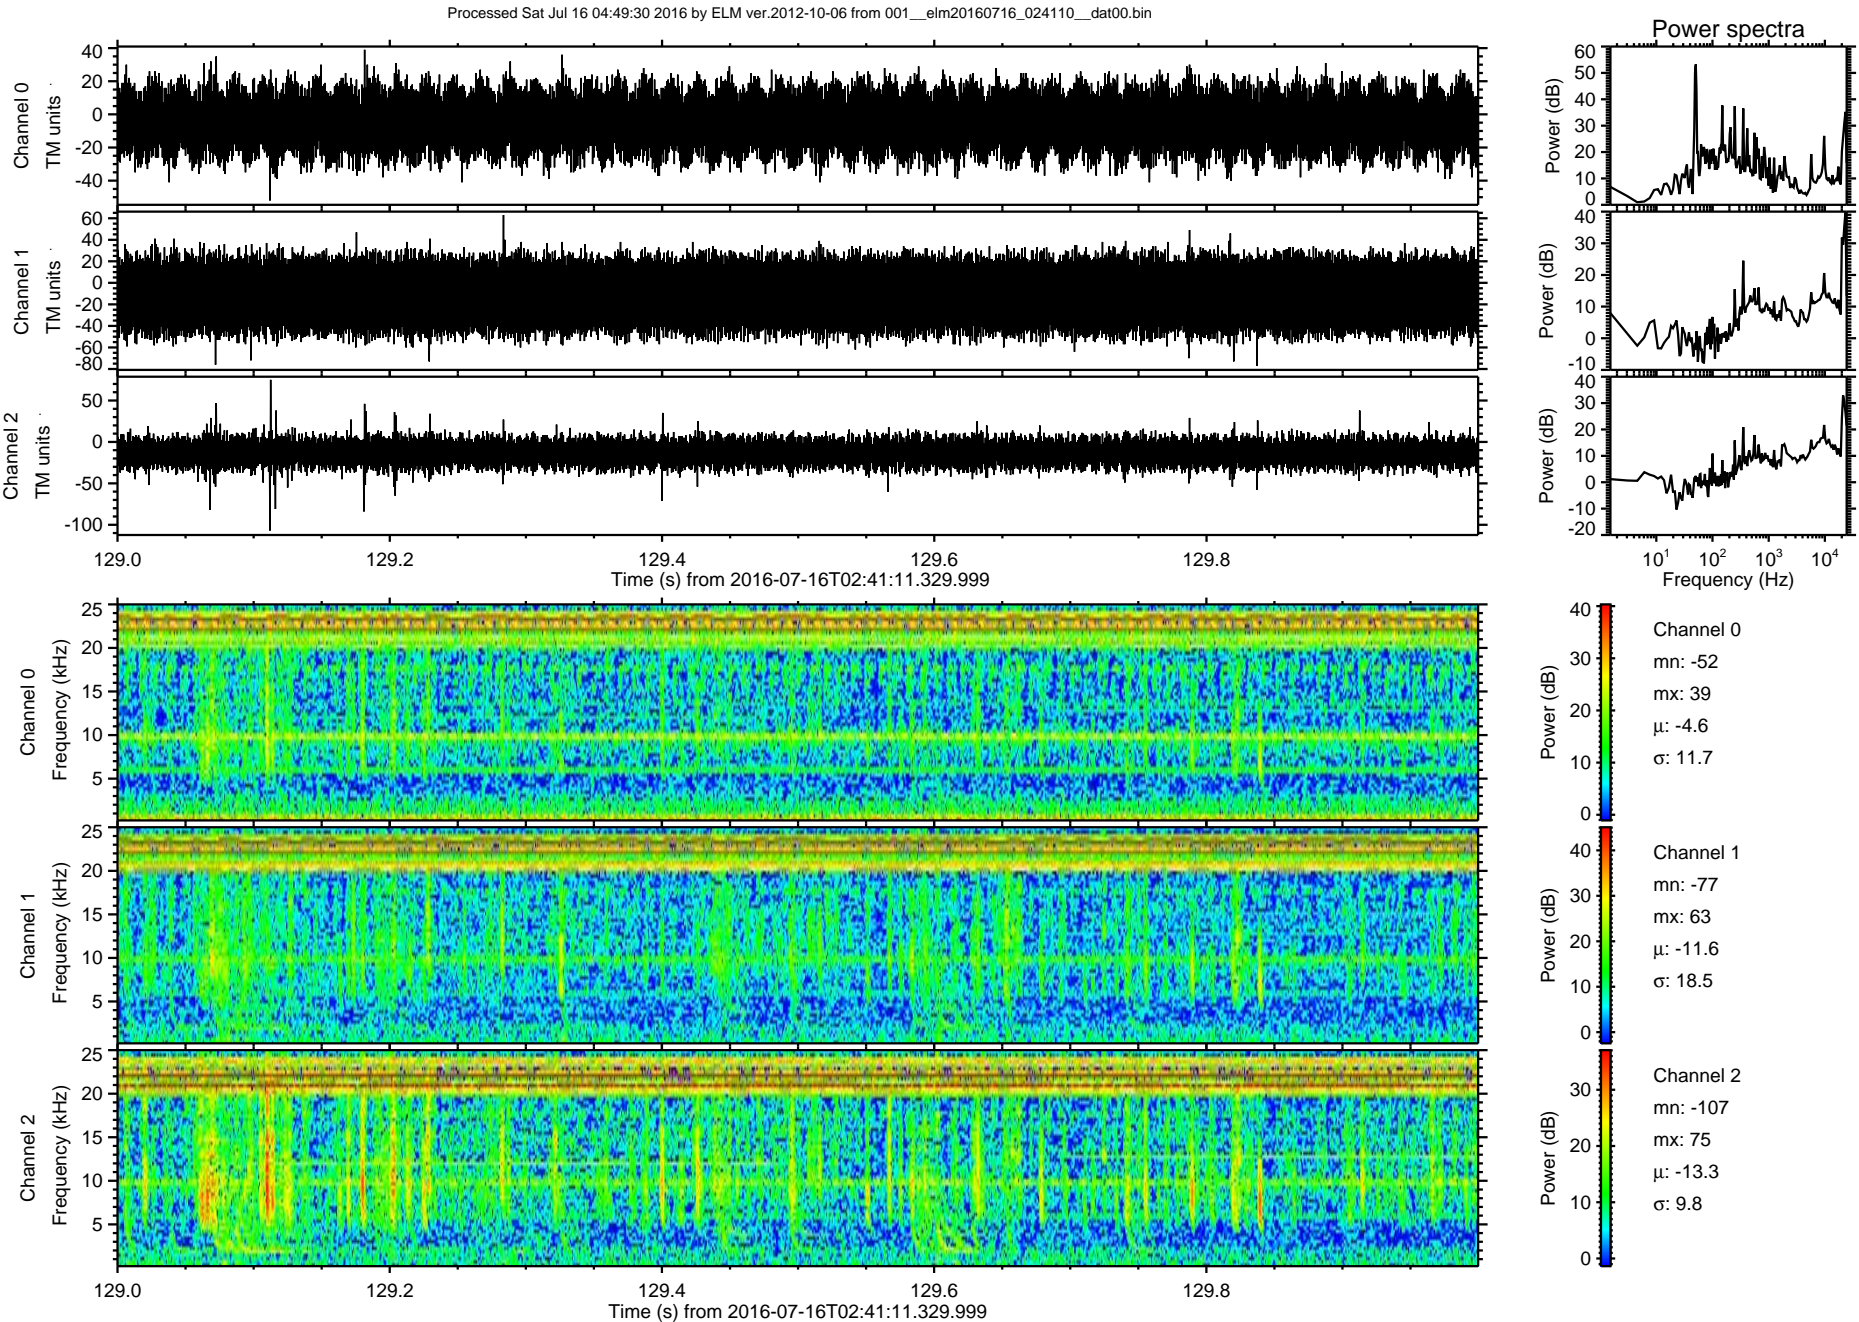 Processed Sat Jul 16 04:49:30 2016 by ELM ver.2012-10-06 from 001__elm20160716_024110__dat00.bin
Power spectra
Channel 0
TM units
40
20
0
-20
-40
Power (dB)
60
50
40
30
20
10
0
Channel 1
TM units
60
40
20
0
-20
-40
-60
-80
Power (dB)
40
30
20
10
0
-10
Channel 2
TM units
50
0
-50
-100
Power (dB)
40
30
20
10
0
-10
-20
129.0 129.2 129.4 129.6 129.8
Time (s) from 2016-07-16T02:41:11.329.999
10¹ 10² 10³ 10⁴
Frequency (Hz)
Channel 0
Frequency (kHz)
25
20
15
10
5
Power (dB)
40
30
20
10
0
Channel 0
mn: -52
mx: 39
μ: -4.6
σ: 11.7
Channel 1
Frequency (kHz)
25
20
15
10
5
Power (dB)
40
30
20
10
0
Channel 1
mn: -77
mx: 63
μ: -11.6
σ: 18.5
Channel 2
Frequency (kHz)
25
20
15
10
5
Power (dB)
30
20
10
0
Channel 2
mn: -107
mx: 75
μ: -13.3
σ: 9.8
129.0 129.2 129.4 129.6 129.8
Time (s) from 2016-07-16T02:41:11.329.999